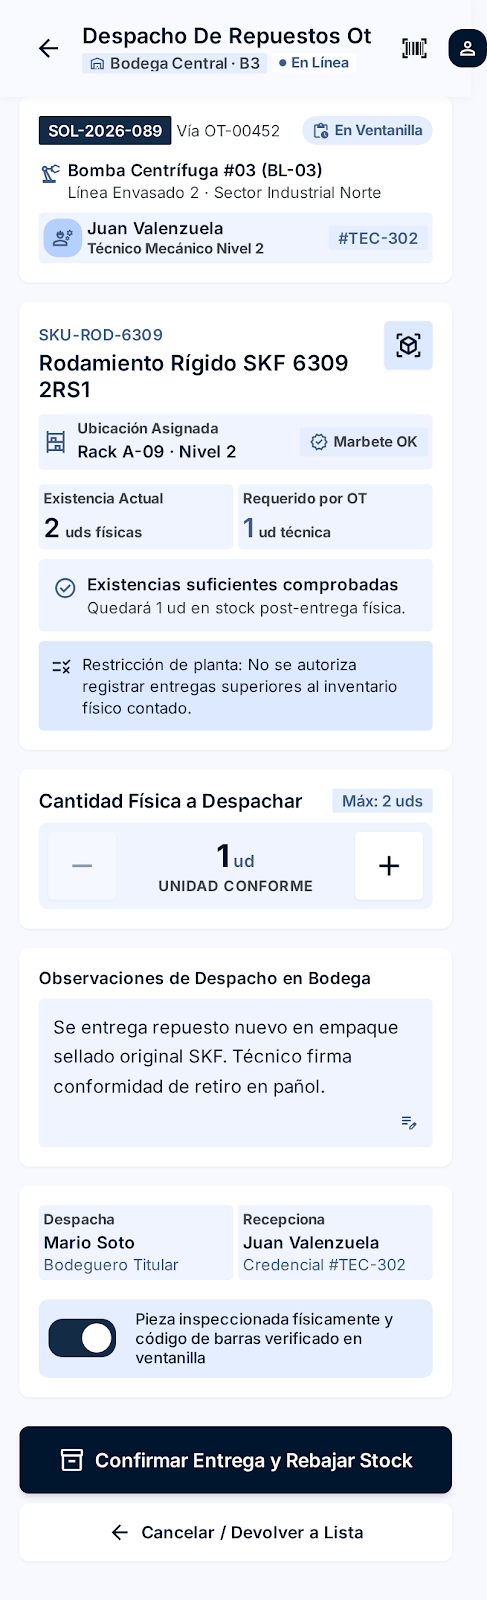 Despacho De Repuestos Ot
Bodega Central · B3
En Línea
SOL-2026-089
Vía OT-00452
En Ventanilla
Bomba Centrífuga #03 (BL-03)
Línea Envasado 2 · Sector Industrial Norte
Juan Valenzuela
Técnico Mecánico Nivel 2
#TEC-302
SKU-ROD-6309
Rodamiento Rígido SKF 6309
2RS1
Ubicación Asignada
Rack A-09 · Nivel 2
Marbete OK
Existencia Actual
2 uds físicas
Requerido por OT
1 ud técnica
Existencias suficientes comprobadas
Quedará 1 ud en stock post-entrega física.
Restricción de planta: No se autoriza
registrar entregas superiores al inventario
físico contado.
Cantidad Física a Despachar
Máx: 2 uds
1 ud
UNIDAD CONFORME
Observaciones de Despacho en Bodega
Se entrega repuesto nuevo en empaque
sellado original SKF. Técnico firma
conformidad de retiro en pañol.
Despacha
Mario Soto
Bodeguero Titular
Recepciona
Juan Valenzuela
Credencial #TEC-302
Pieza inspeccionada físicamente y
código de barras verificado en
ventanilla
Confirmar Entrega y Rebajar Stock
Cancelar / Devolver a Lista